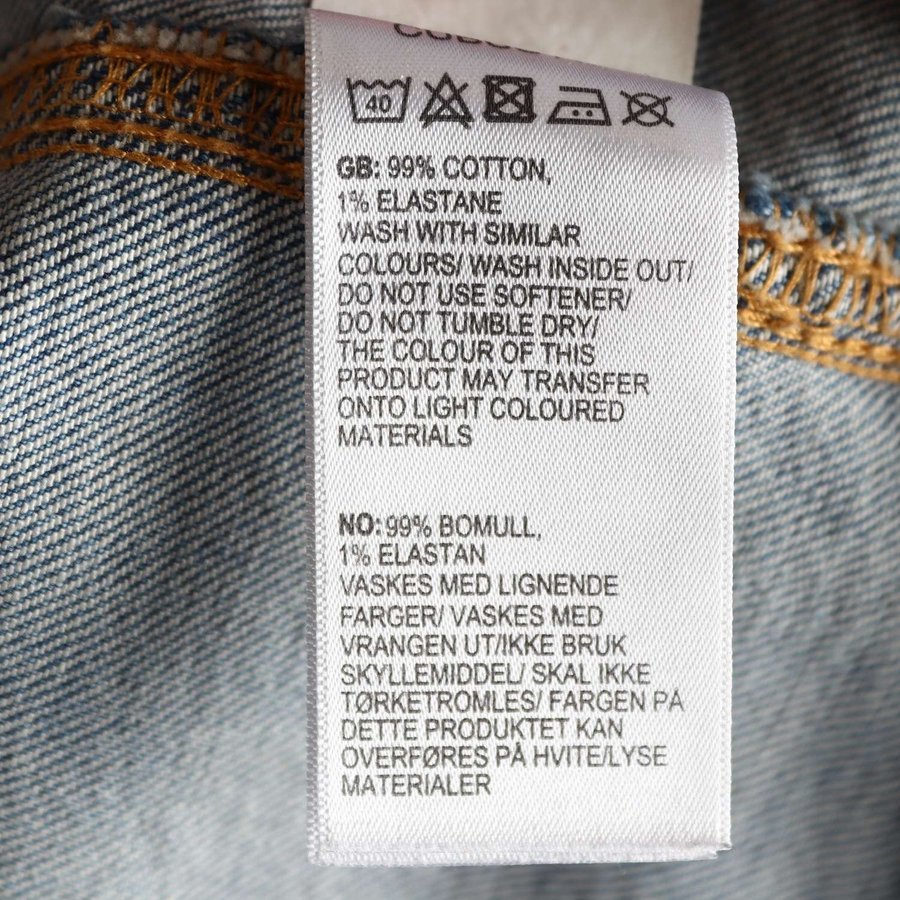 40
GB: 99% COTTON,
1% ELASTANE
WASH WITH SIMILAR
COLOURS/ WASH INSIDE OUT/
DO NOT USE SOFTENER/
DO NOT TUMBLE DRY/
THE COLOUR OF THIS
PRODUCT MAY TRANSFER
ONTO LIGHT COLOURED
MATERIALS
NO: 99% BOMULL,
1% ELASTAN
VASKES MED LIGNENDE
FARGER/ VASKES MED
VRANGEN UT/IKKE BRUK
SKYLLEMIDDEL/ SKAL IKKE
TØRKETROMLES/ FARGEN PÅ
DETTE PRODUKTET KAN
OVERFØRES PÅ HVITE/LYSE
MATERIALER